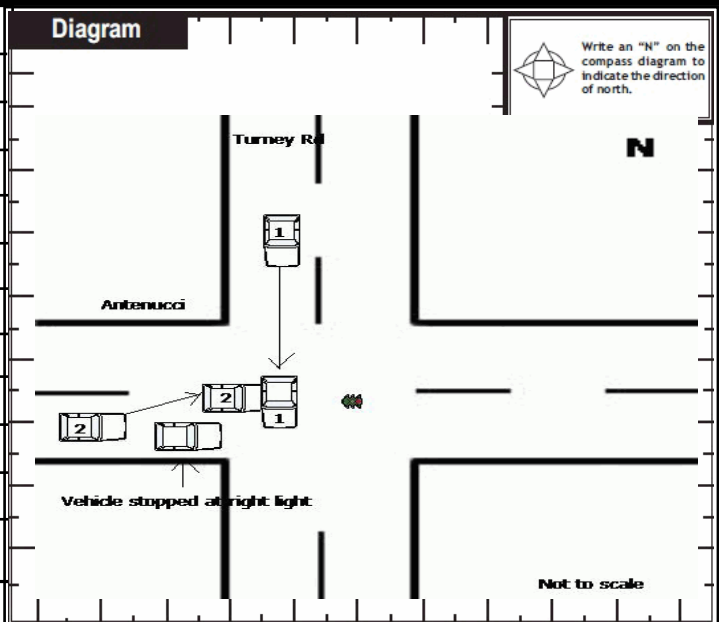 Diagram
Write an “N” on the
compass diagram to
indicate the direction
of north.
Turney Rd
N
1
Antenucci
2
1
2
Vehicle stopped at right light
Not to scale